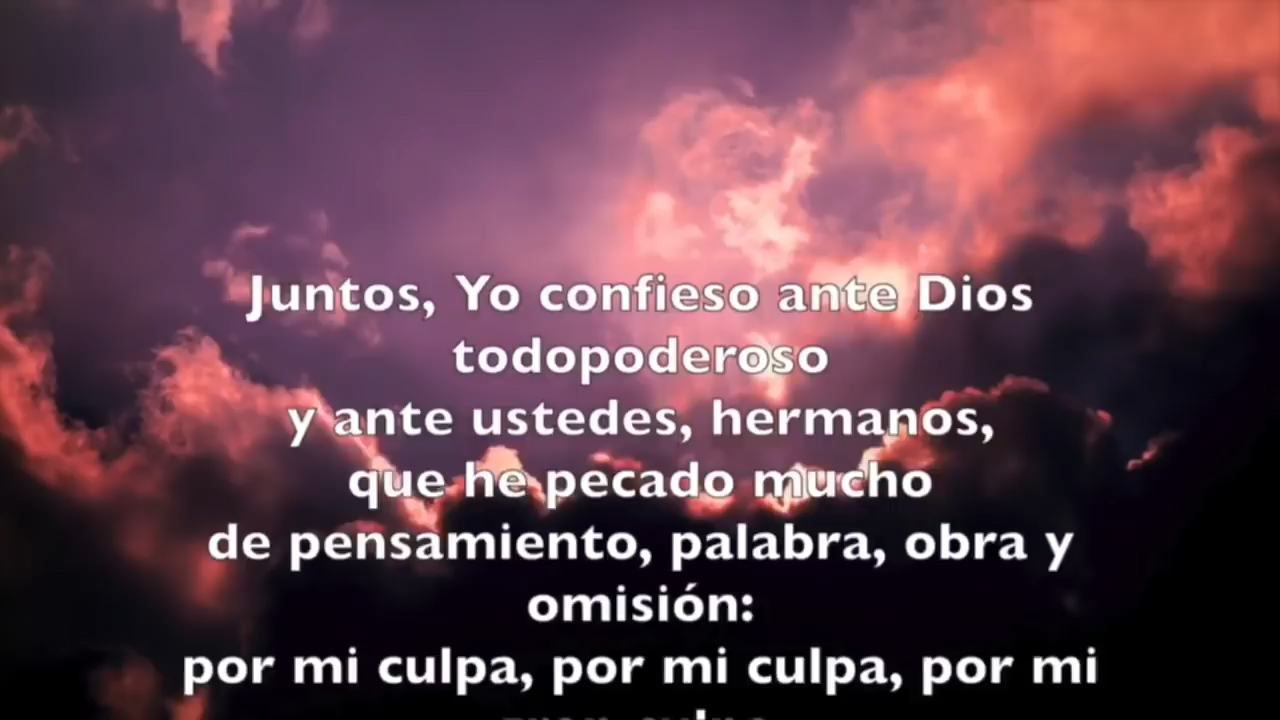 Juntos, Yo confieso ante Dios
todopoderoso
y ante ustedes, hermanos,
que he pecado mucho
de pensamiento, palabra, obra y
omisión:
por mi culpa, por mi culpa, por mi